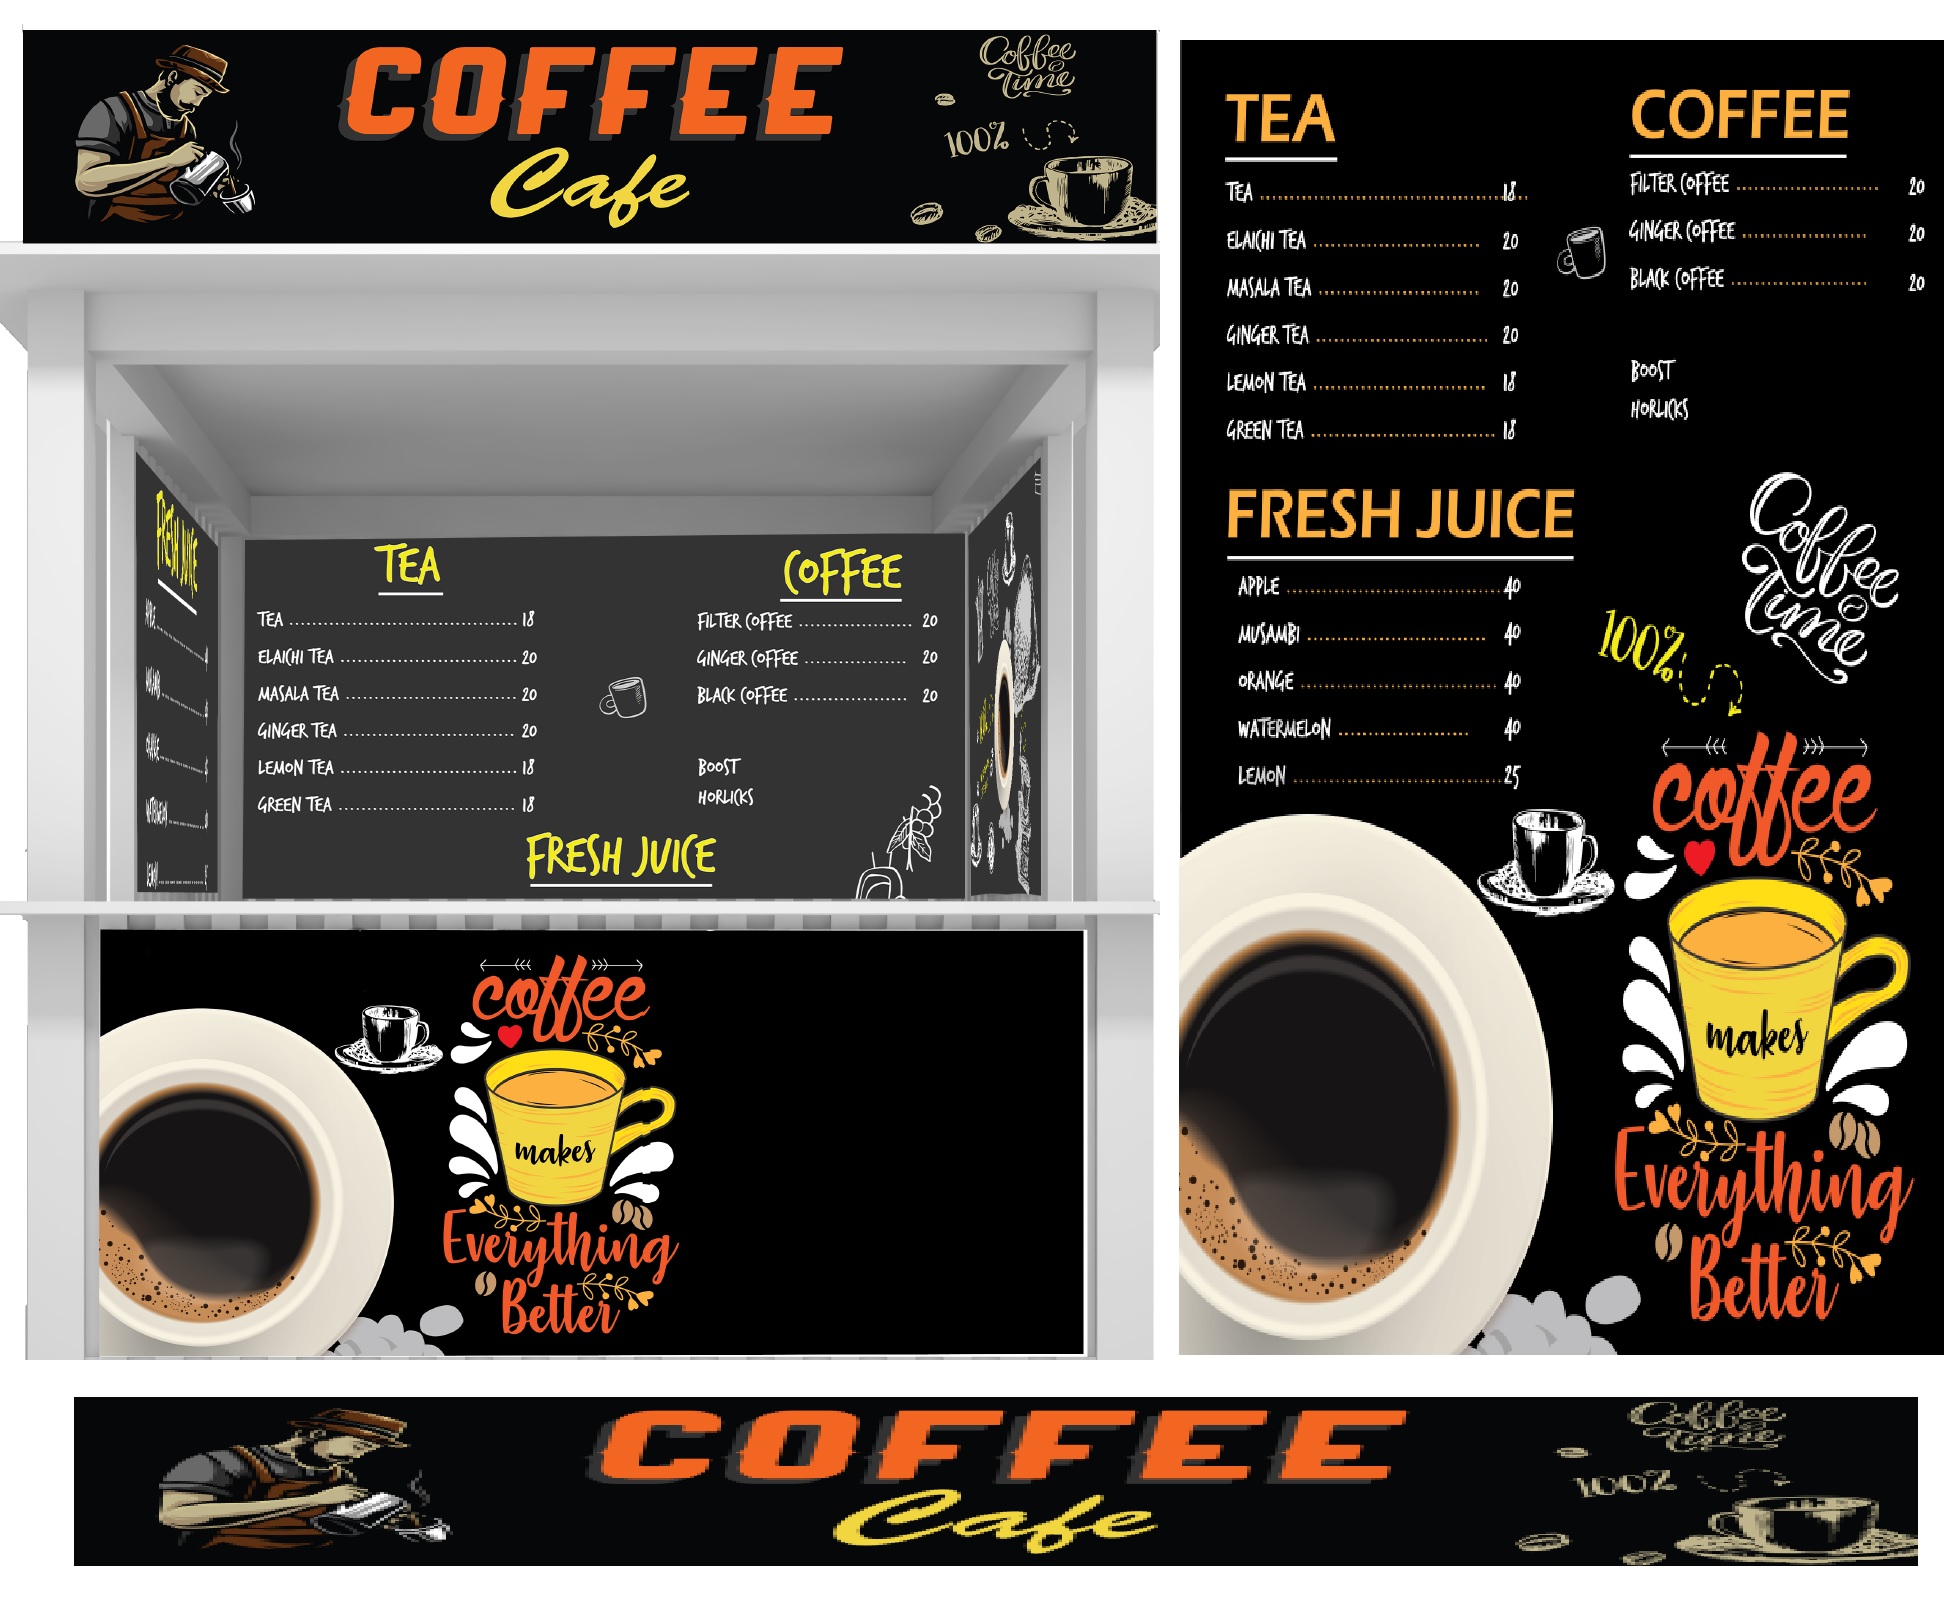 COFFEE
Cafe
Coffee
Time
100%
FRESH JUICE
TEA
TEA 18
ELAICHI TEA 20
MASALA TEA 20
GINGER TEA 20
LEMON TEA 18
GREEN TEA 18
COFFEE
FILTER COFFEE 20
GINGER COFFEE 20
BLACK COFFEE 20
BOOST
HORLICKS
FRESH JUICE
coffee
makes
Everything
Better
TEA
TEA 18
ELAICHI TEA 20
MASALA TEA 20
GINGER TEA 20
LEMON TEA 18
GREEN TEA 18
COFFEE
FILTER COFFEE 20
GINGER COFFEE 20
BLACK COFFEE 20
BOOST
HORLICKS
FRESH JUICE
APPLE 40
MUSAMBI 40
ORANGE 40
WATERMELON 40
LEMON 25
Coffee
Time
100%
coffee
makes
Everything
Better
COFFEE
Cafe
Coffee
Time
100%